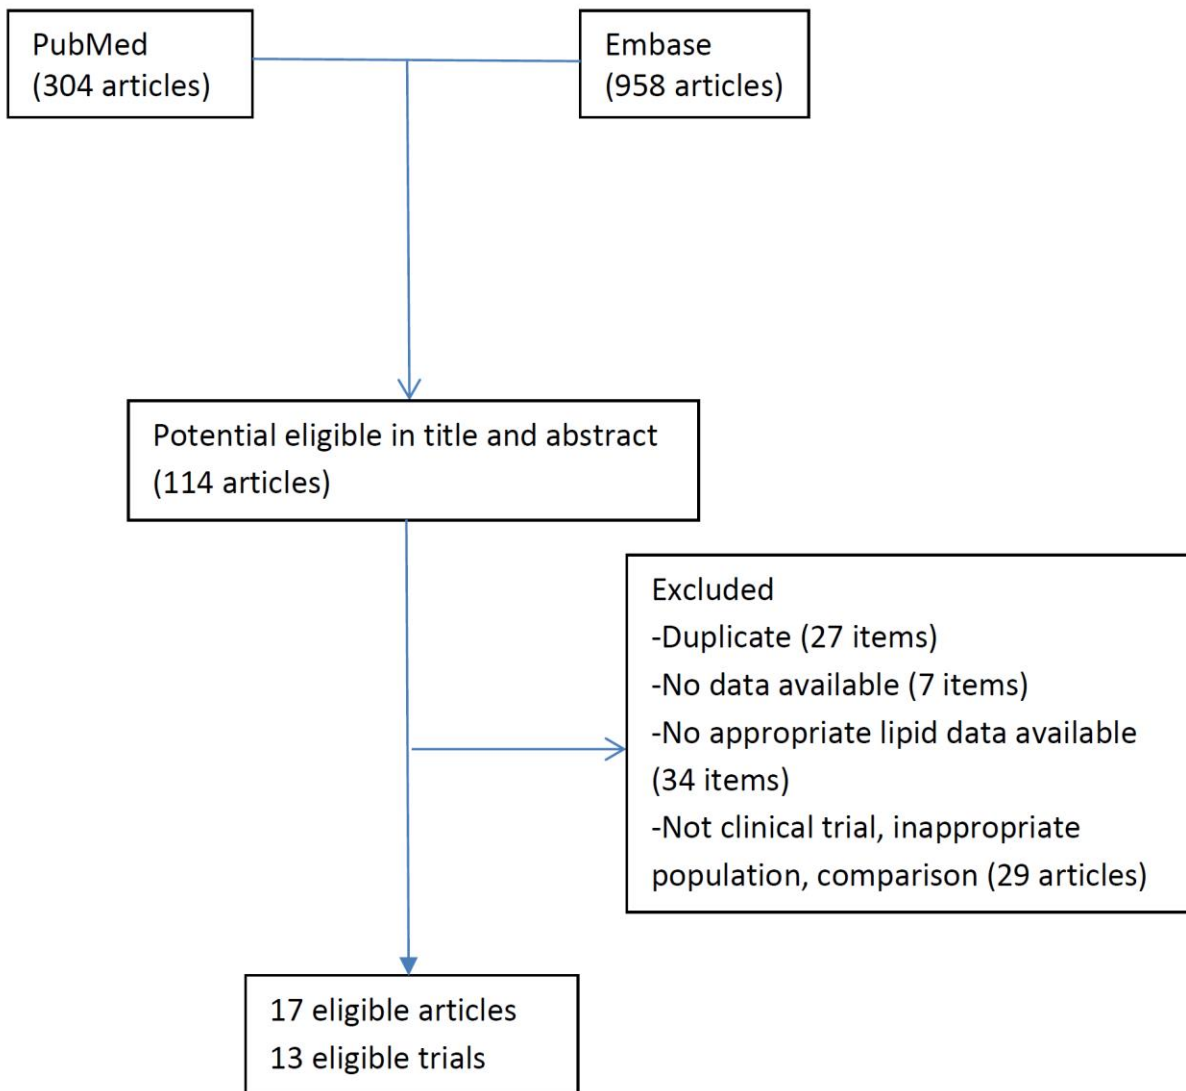 PubMed
(304 articles)
Embase
(958 articles)
Potential eligible in title and abstract
(114 articles)
Excluded
-Duplicate (27 items)
-No data available (7 items)
-No appropriate lipid data available
(34 items)
-Not clinical trial, inappropriate
population, comparison (29 articles)
17 eligible articles
13 eligible trials